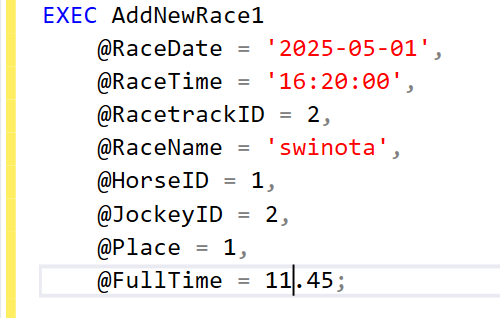 EXEC AddNewRace1
@RaceDate = '2025-05-01',
@RaceTime = '16:20:00',
@RacetrackID = 2,
@RaceName = 'swinota',
@HorseID = 1,
@JockeyID = 2,
@Place = 1,
@FullTime = 11.45;